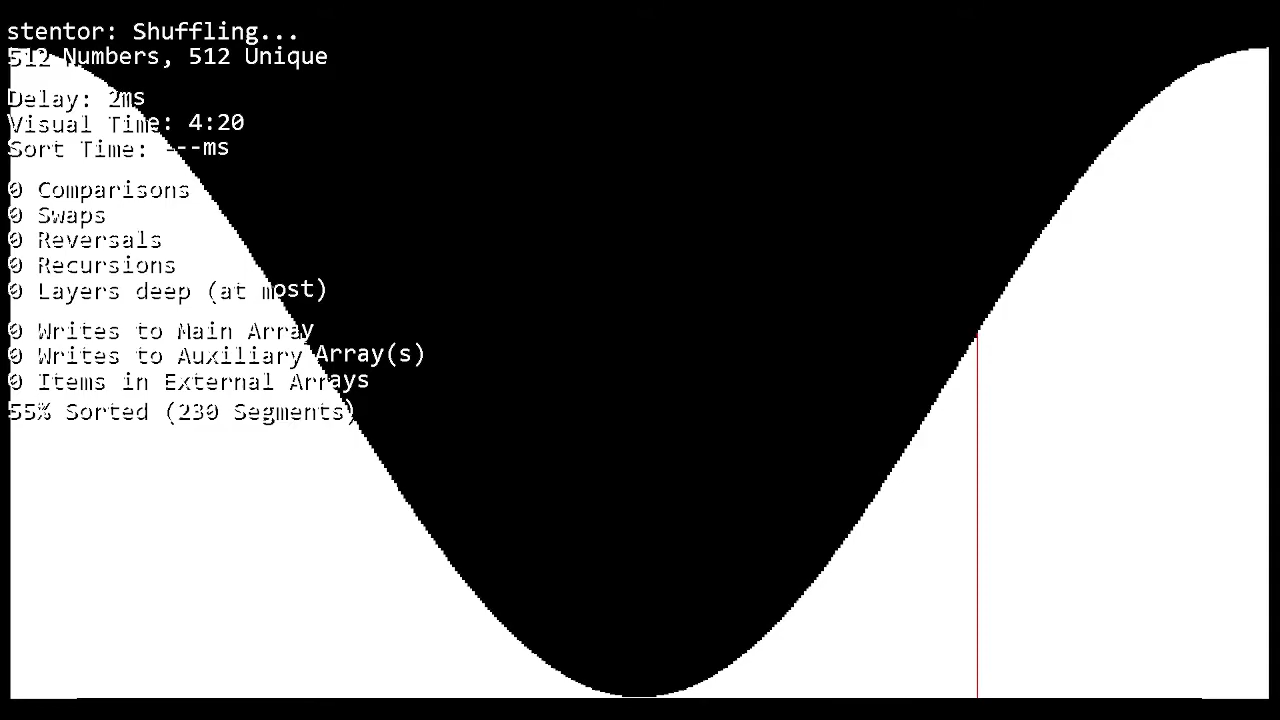 stentor: Shuffling...
512 Numbers, 512 Unique
Delay: 2ms
Visual Time: 4:20
Sort Time: ---ms
0 Comparisons
0 Swaps
0 Reversals
0 Recursions
0 Layers deep (at most)
0 Writes to Main Array
0 Writes to Auxiliary Array(s)
0 Items in External Arrays
55% Sorted (230 Segments)